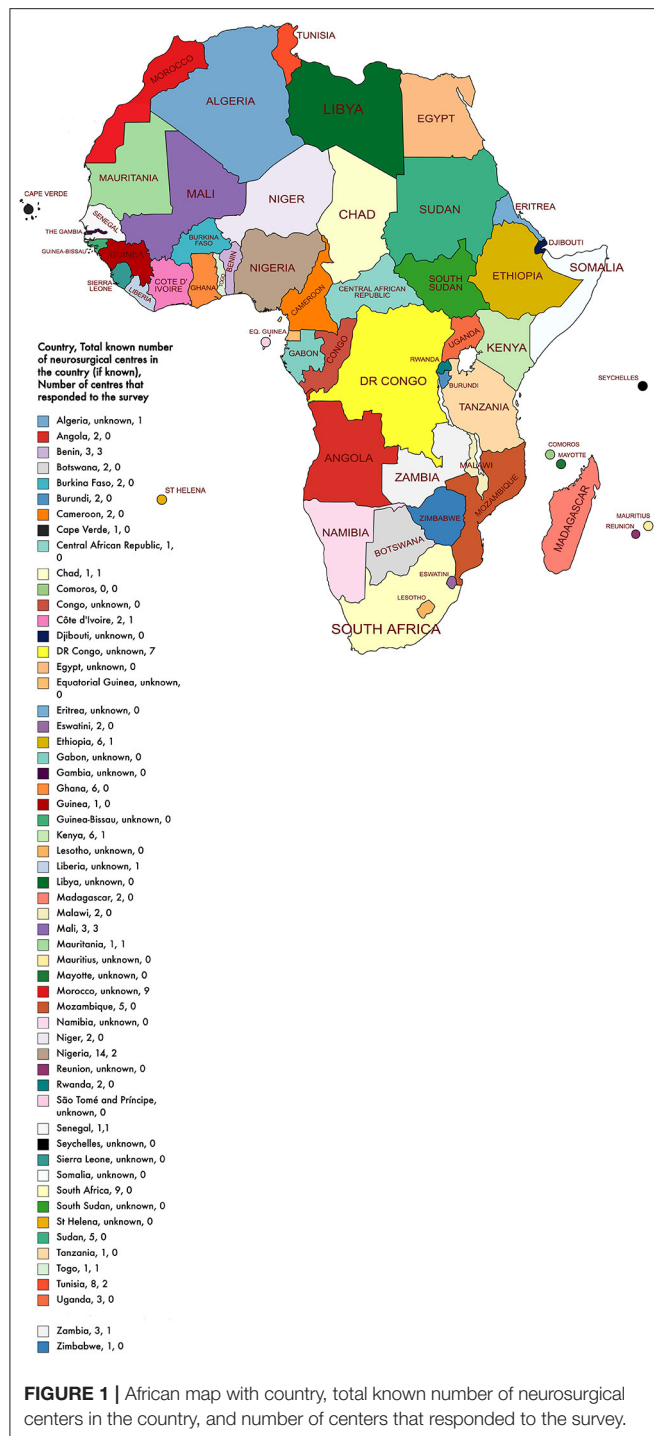 TUNISIA
MOROCCO
ALGERIA
LIBYA
EGYPT
MAURITANIA
MALI
NIGER
CAPE VERDE
SENEGAL
CHAD
SUDAN
ERITREA
THE GAMBIA
BURKINA
FASO
GUINEA-BISSAU
GUINEA
BENIN
NIGERIA
DJIBOUTI
SOMALIA
SIERRA
LEONE
LIBERIA
COTE D'
IVOIRE
GHANA
TOGO
CAMEROON
CENTRAL AFRICAN
REPUBLIC
SOUTH
SUDAN
ETHIOPIA
EQ. GUINEA
GABON
CONGO
UGANDA
KENYA
RWANDA
DR CONGO
BURUNDI
SEYCHELLES
TANZANIA
COMOROS
MAYOTTE
ST HELENA
ANGOLA
ZAMBIA
MALAWI
MOZAMBIQUE
MADAGASCAR
MAURITIUS
REUNION
NAMIBIA
ZIMBABWE
BOTSWANA
ESWATINI
LESOTHO
SOUTH AFRICA
Country, Total known number
of neurosurgical centres in
the country (if known),
Number of centres that
responded to the survey
Algeria, unknown, 1
Angola, 2, 0
Benin, 3, 3
Botswana, 2, 0
Burkina Faso, 2, 0
Burundi, 2, 0
Cameroon, 2, 0
Cape Verde, 1, 0
Central African Republic, 1,
0
Chad, 1, 1
Comoros, 0, 0
Congo, unknown, 0
Côte d'Ivoire, 2, 1
Djibouti, unknown, 0
DR Congo, unknown, 7
Egypt, unknown, 0
Equatorial Guinea, unknown,
0
Eritrea, unknown, 0
Eswatini, 2, 0
Ethiopia, 6, 1
Gabon, unknown, 0
Gambia, unknown, 0
Ghana, 6, 0
Guinea, 1, 0
Guinea-Bissau, unknown, 0
Kenya, 6, 1
Lesotho, unknown, 0
Liberia, unknown, 1
Libya, unknown, 0
Madagascar, 2, 0
Malawi, 2, 0
Mali, 3, 3
Mauritania, 1, 1
Mauritius, unknown, 0
Mayotte, unknown, 0
Morocco, unknown, 9
Mozambique, 5, 0
Namibia, unknown, 0
Niger, 2, 0
Nigeria, 14, 2
Reunion, unknown, 0
Rwanda, 2, 0
São Tomé and Príncipe,
unknown, 0
Senegal, 1,1
Seychelles, unknown, 0
Sierra Leone, unknown, 0
Somalia, unknown, 0
South Africa, 9, 0
South Sudan, unknown, 0
St Helena, unknown, 0
Sudan, 5, 0
Tanzania, 1, 0
Togo, 1, 1
Tunisia, 8, 2
Uganda, 3, 0
Zambia, 3, 1
Zimbabwe, 1, 0
FIGURE 1 | African map with country, total known number of neurosurgical
centers in the country, and number of centers that responded to the survey.